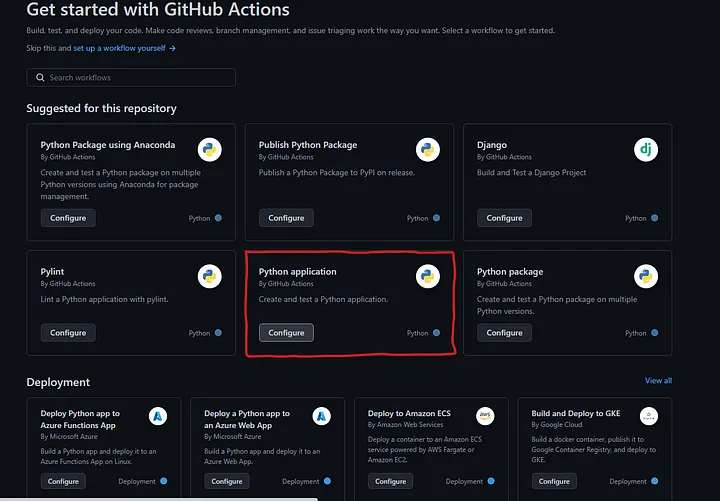 Get started with GitHub Actions
Build, test, and deploy your code. Make code reviews, branch management, and issue triaging work the way you want. Select a workflow to get started.
Skip this and set up a workflow yourself →
Search workflows
Suggested for this repository
Python Package using Anaconda
By GitHub Actions
Create and test a Python package on multiple
Python versions using Anaconda for package
management.
Configure
Python
Publish Python Package
By GitHub Actions
Publish a Python Package to PyPI on release.
Configure
Python
Django
dj
By GitHub Actions
Build and Test a Django Project
Configure
Python
Pylint
By GitHub Actions
Lint a Python application with pylint.
Configure
Python
Python application
By GitHub Actions
Create and test a Python application.
Configure
Python
Python package
By GitHub Actions
Create and test a Python package on multiple
Python versions.
Configure
Python
Deployment
View all
Deploy Python app to
Azure Functions App
By Microsoft Azure
Build a Python app and deploy it to an
Azure Functions App on Linux.
Configure
Deployment
Deploy a Python app to
an Azure Web App
By Microsoft Azure
Build a Python app and deploy it to an
Azure Web App.
Configure
Deployment
Deploy to Amazon ECS
aws
By Amazon Web Services
Deploy a container to an Amazon ECS
service powered by AWS Fargate or
Amazon EC2.
Configure
Deployment
Build and Deploy to GKE
By Google Cloud
Build a docker container, publish it to
Google Container Registry, and deploy to
GKE.
Configure
Deployment